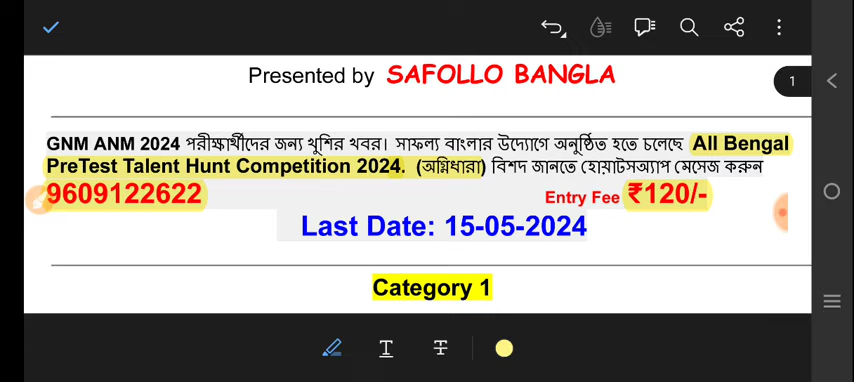 1
Presented by SAFOLLO BANGLA
GNM ANM 2024 পরীক্ষার্থীদের জন্য খুশির খবর। সাফল্য বাংলার উদ্যোগে অনুষ্ঠিত হতে চলেছে All Bengal
PreTest Talent Hunt Competition 2024. (অগ্নিধারা) বিশদ জানতে হোয়াটসঅ্যাপ মেসেজ করুন
9609122622 Entry Fee ₹120/-
Last Date: 15-05-2024
Category 1
T T